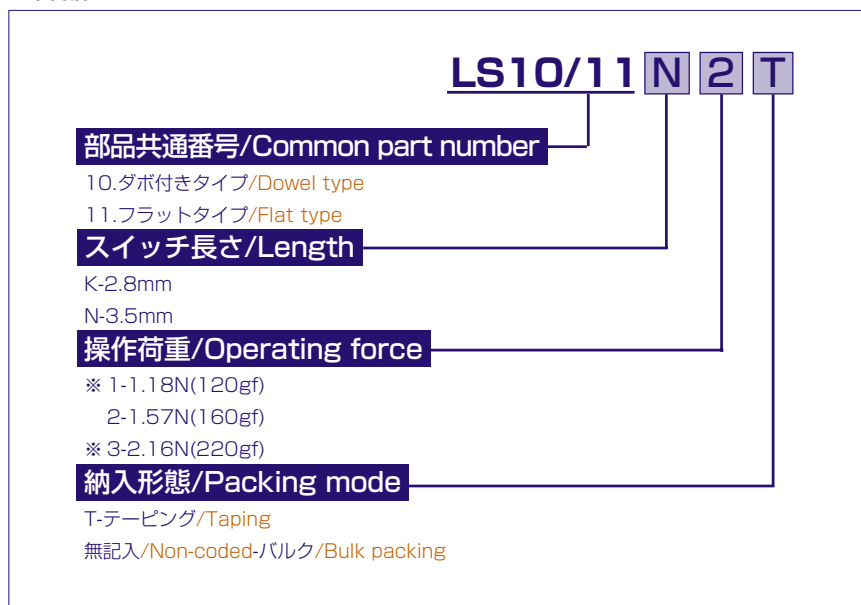 LS10/11 N 2 T
部品共通番号/Common part number
10.ダボ付きタイプ/Dowel type
11.フラットタイプ/Flat type
スイッチ長さ/Length
K-2.8mm
N-3.5mm
操作荷重/Operating force
※ 1-1.18N(120gf)
2-1.57N(160gf)
※ 3-2.16N(220gf)
納入形態/Packing mode
T-テーピング/Taping
無記入/Non-coded-バルク/Bulk packing